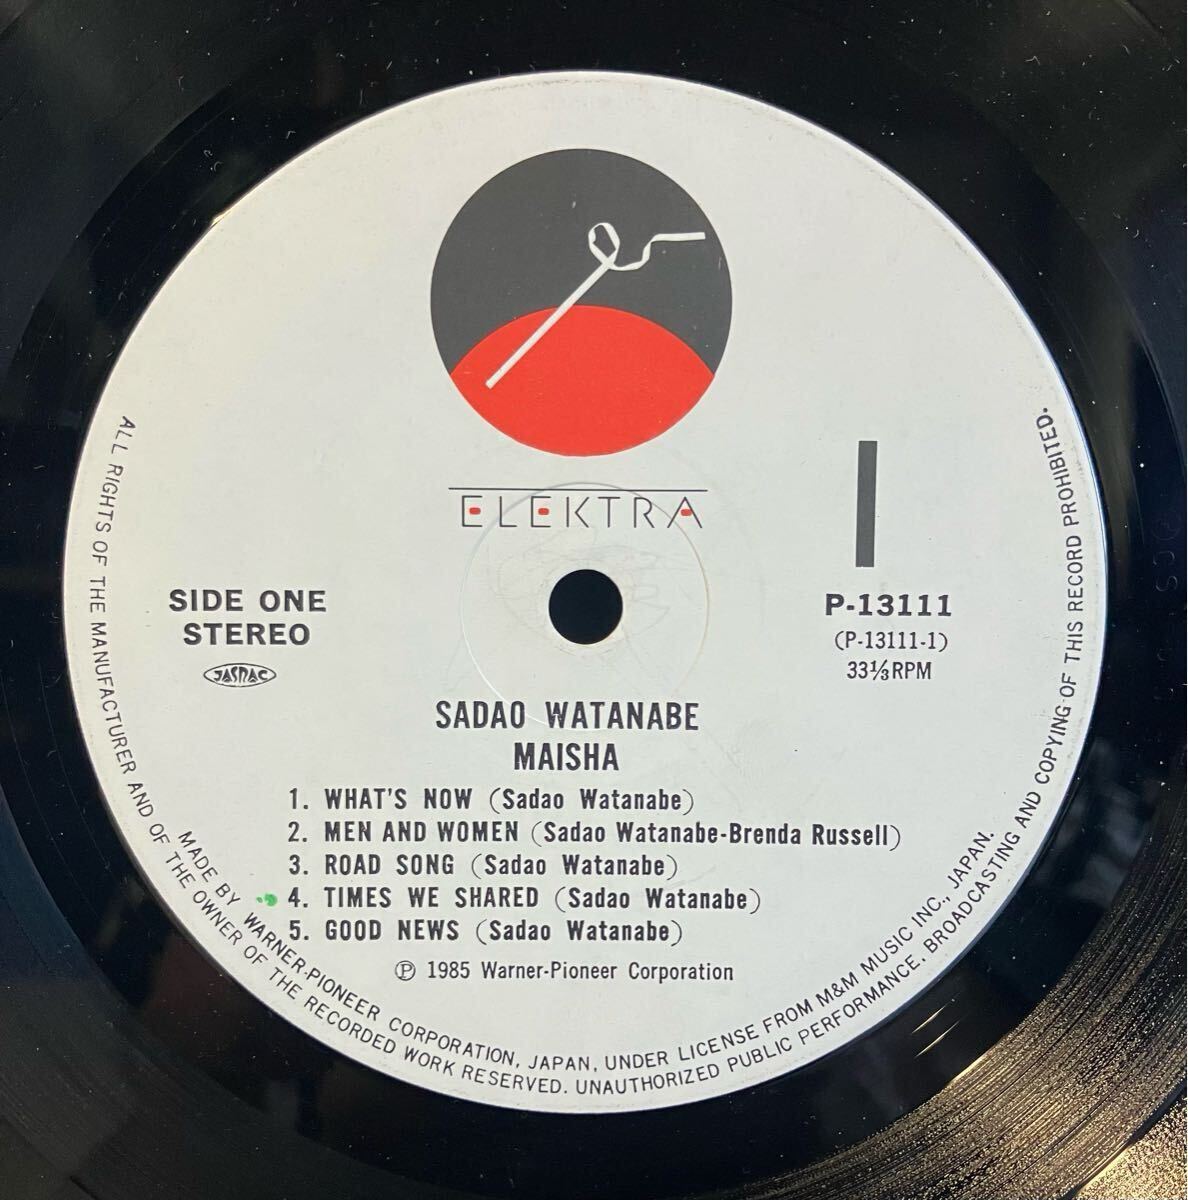 ELEKTRA
SIDE ONE
STEREO
JASRAC
P-13111
(P-13111-1)
33⅓RPM
SADAO WATANABE
MAISHA
1. WHAT'S NOW (Sadao Watanabe)
2. MEN AND WOMEN (Sadao Watanabe-Brenda Russell)
3. ROAD SONG (Sadao Watanabe)
4. TIMES WE SHARED (Sadao Watanabe)
5. GOOD NEWS (Sadao Watanabe)
Ⓟ 1985 Warner-Pioneer Corporation
MADE BY WARNER-PIONEER CORPORATION, JAPAN, UNDER LICENSE FROM M&M MUSIC INC., JAPAN.
ALL RIGHTS OF THE MANUFACTURER AND OF THE OWNER OF THE RECORDED WORK RESERVED. UNAUTHORIZED PUBLIC PERFORMANCE, BROADCASTING AND COPYING OF THIS RECORD PROHIBITED.